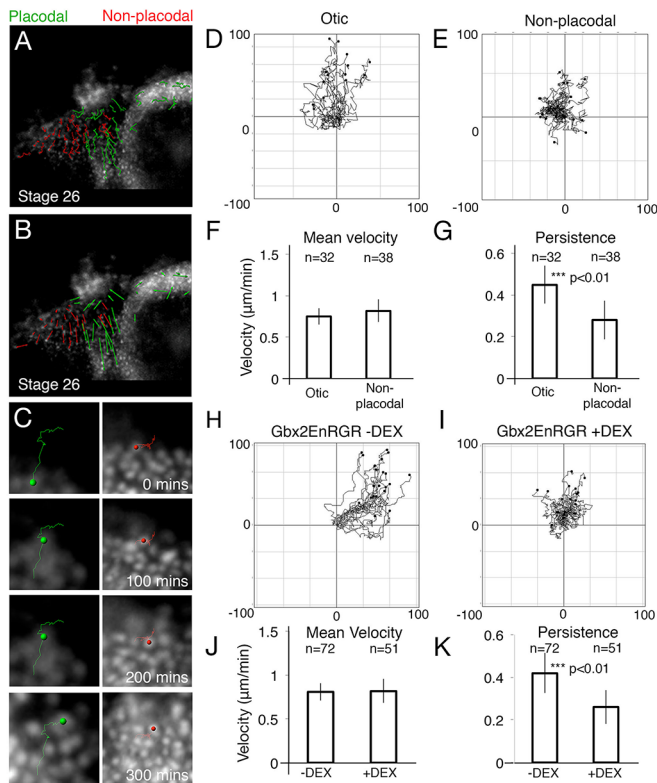 Placodal Non-placodal
A
Stage 26
B
Stage 26
C
0 mins
100 mins
200 mins
300 mins
D
Otic
100
0
-100
0
100
E
Non-placodal
100
0
-100
0
100
F
Mean velocity
n=32 n=38
Velocity (µm/min)
1.5
1
0.5
0
Otic
Non-
placodal
G
Persistence
n=32 n=38
*** p<0.01
0.6
0.4
0.2
0
Otic
Non-
placodal
H
Gbx2EnRGR -DEX
100
0
-100
0
100
I
Gbx2EnRGR +DEX
100
0
-100
0
100
J
Mean Velocity
n=72 n=51
Velocity (µm/min)
1.5
1
0.5
0
-DEX +DEX
K
Persistence
n=72 n=51
*** p<0.01
0.6
0.4
0.2
0
-DEX +DEX